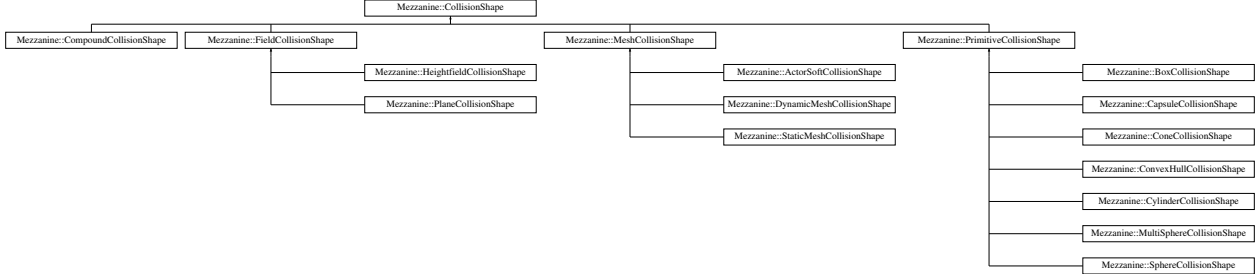 Mezzanine::CollisionShape
Mezzanine::CompoundCollisionShape
Mezzanine::FieldCollisionShape
Mezzanine::MeshCollisionShape
Mezzanine::PrimitiveCollisionShape
Mezzanine::HeightfieldCollisionShape
Mezzanine::ActorSoftCollisionShape
Mezzanine::BoxCollisionShape
Mezzanine::PlaneCollisionShape
Mezzanine::DynamicMeshCollisionShape
Mezzanine::CapsuleCollisionShape
Mezzanine::StaticMeshCollisionShape
Mezzanine::ConeCollisionShape
Mezzanine::ConvexHullCollisionShape
Mezzanine::CylinderCollisionShape
Mezzanine::MultiSphereCollisionShape
Mezzanine::SphereCollisionShape